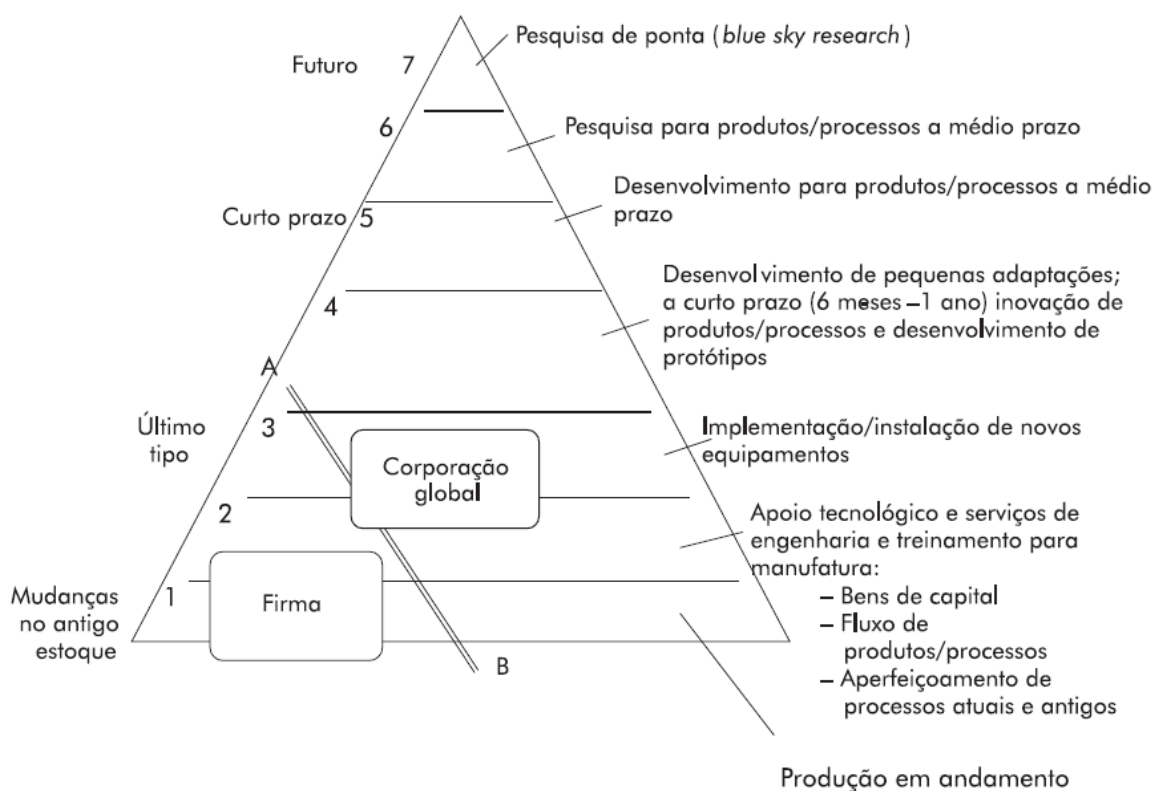 Pesquisa de ponta (blue sky research)
Futuro 7
6
Pesquisa para produtos/processos a médio prazo
Desenvolvimento para produtos/processos a médio
prazo
Curto prazo 5
Desenvolvimento de pequenas adaptações;
a curto prazo (6 meses –1 ano) inovação de
produtos/processos e desenvolvimento de
protótipos
4
A
Último
tipo
3
Implementação/instalação de novos
equipamentos
Corporação
global
2
Apoio tecnológico e serviços de
engenharia e treinamento para
manufatura:
– Bens de capital
– Fluxo de
produtos/processos
– Aperfeiçoamento de
processos atuais e antigos
Mudanças
no antigo
estoque
1
Firma
B
Produção em andamento